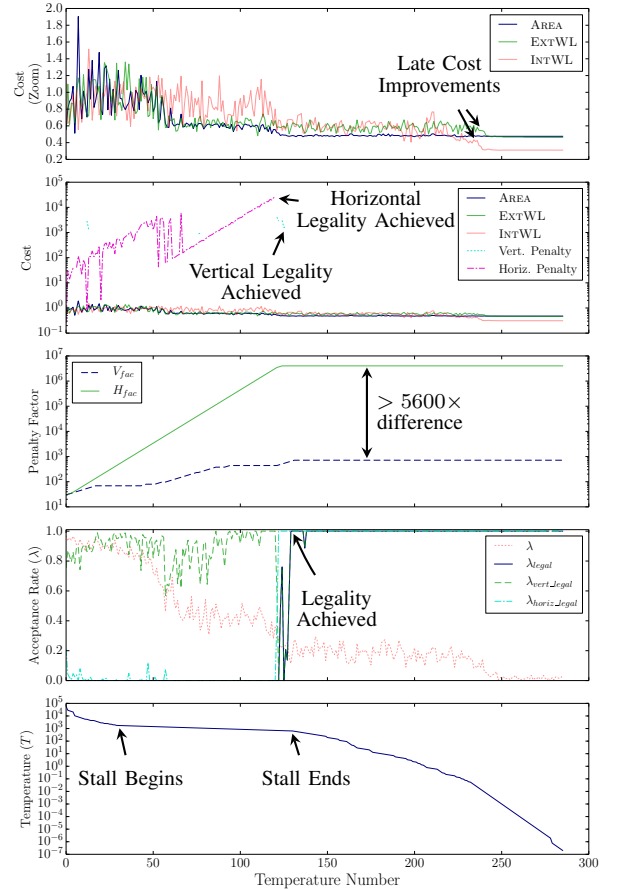 2.0
1.8
1.6
1.4
1.2
1.0
0.8
0.6
0.4
0.2
Cost
(Zoom)
AREA
EXTWL
INTWL
Late Cost
Improvements
10^5
10^4
10^3
10^2
10^1
10^0
10^-1
Cost
AREA
EXTWL
INTWL
Vert. Penalty
Horiz. Penalty
Horizontal
Legality Achieved
Vertical Legality
Achieved
10^7
10^6
10^5
10^4
10^3
10^2
10^1
Penalty Factor
V_fac
H_fac
> 5600×
difference
1.0
0.8
0.6
0.4
0.2
0.0
Acceptance Rate (λ)
λ
λ_legal
λ_vert_legal
λ_horiz_legal
Legality
Achieved
10^5
10^4
10^3
10^2
10^1
10^0
10^-1
10^-2
10^-3
10^-4
10^-5
10^-6
10^-7
Temperature (T)
Stall Begins
Stall Ends
0 50 100 150 200 250 300
Temperature Number